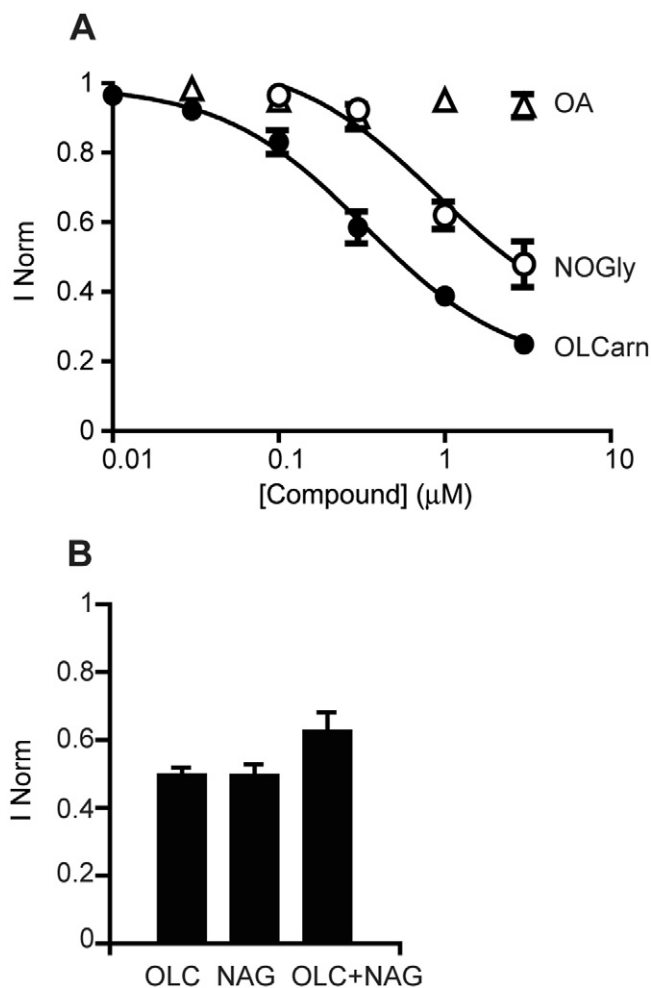 A
1
0.8
0.6
0.4
0.2
0
I Norm
OA
NOGly
OLCarn
0.01 0.1 1 10
[Compound] (μM)
B
1
0.8
0.6
0.4
0.2
0
I Norm
OLC NAG OLC+NAG